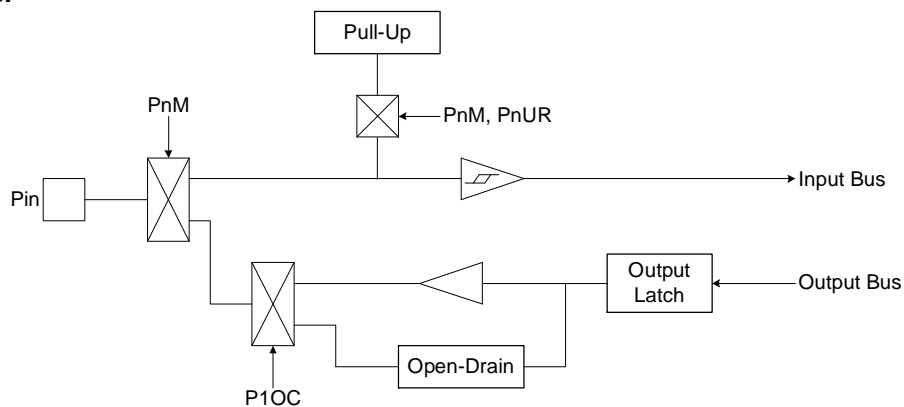 Pull-Up
PnM
PnM, PnUR
Pin
Input Bus
Output
Latch
Output Bus
Open-Drain
P1OC